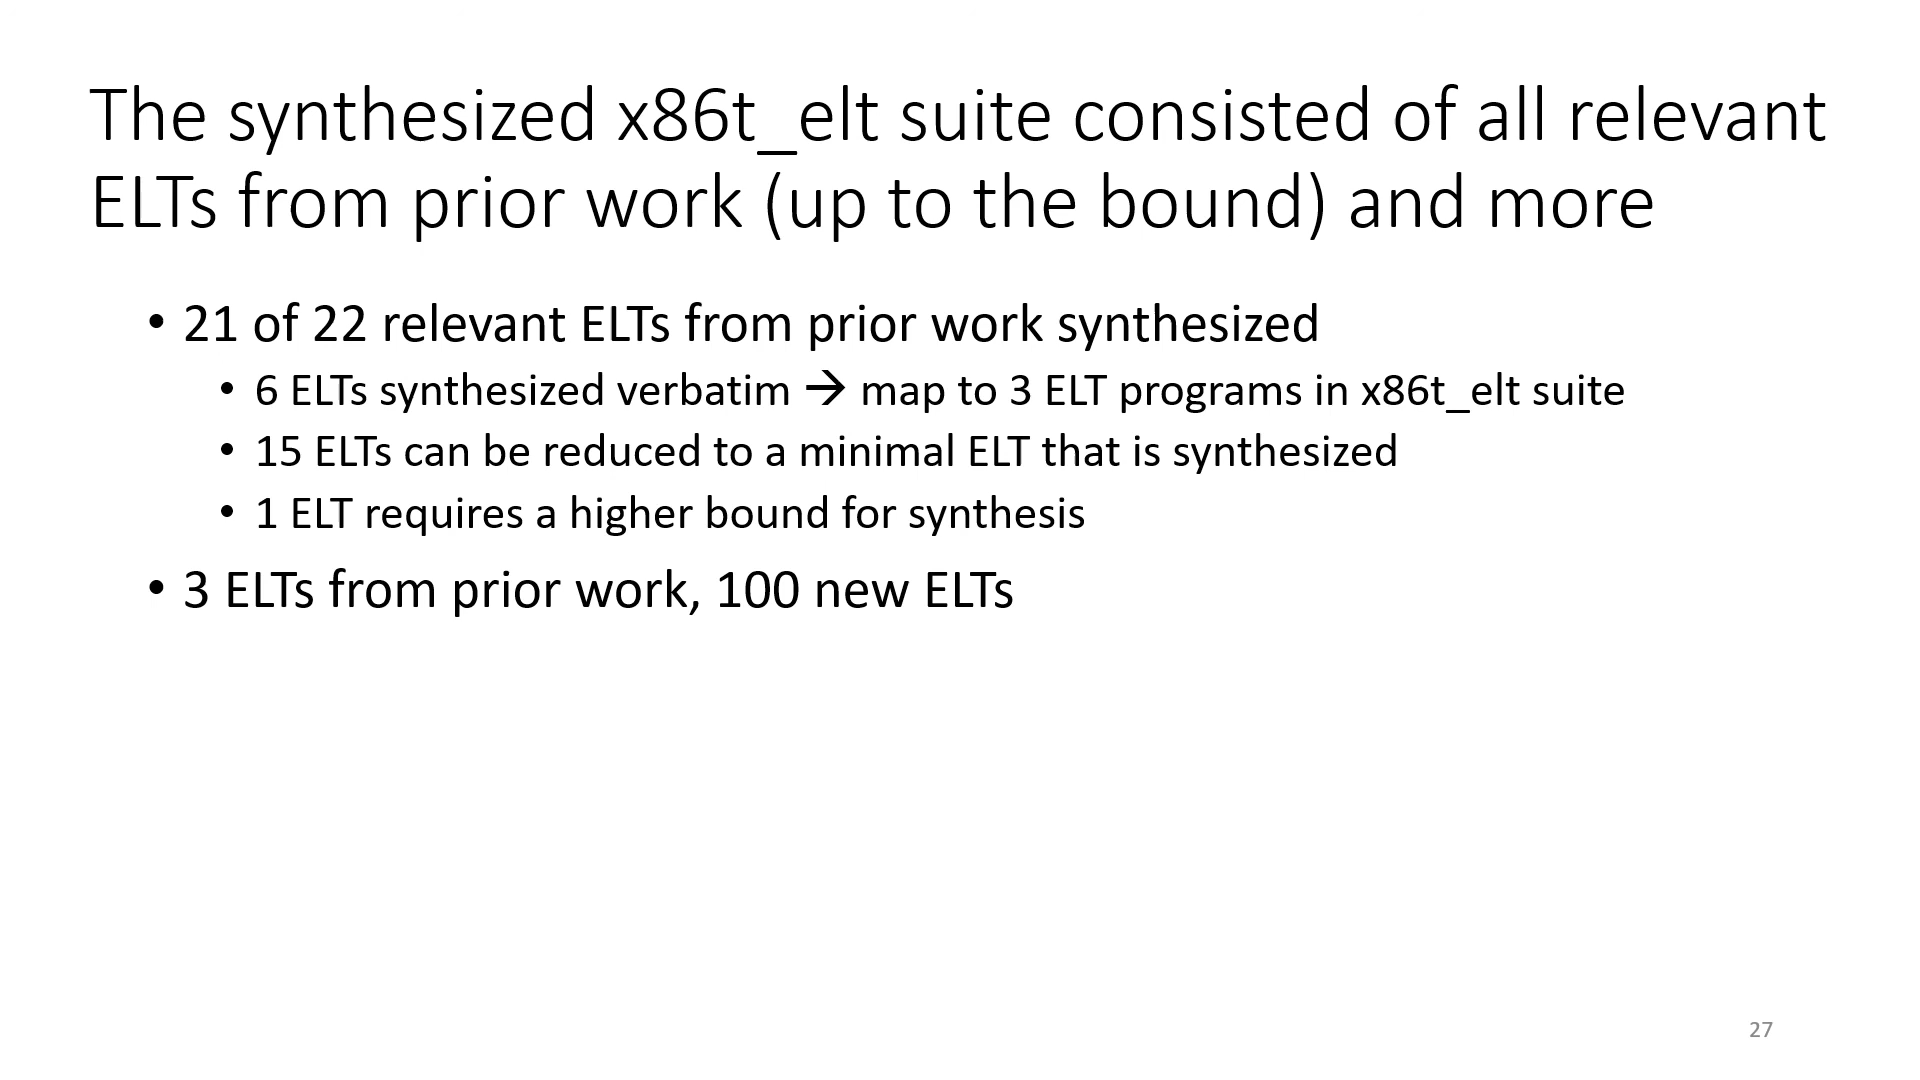 The synthesized x86t_elt suite consisted of all relevant
ELTs from prior work (up to the bound) and more
• 21 of 22 relevant ELTs from prior work synthesized
• 6 ELTs synthesized verbatim → map to 3 ELT programs in x86t_elt suite
• 15 ELTs can be reduced to a minimal ELT that is synthesized
• 1 ELT requires a higher bound for synthesis
• 3 ELTs from prior work, 100 new ELTs
27